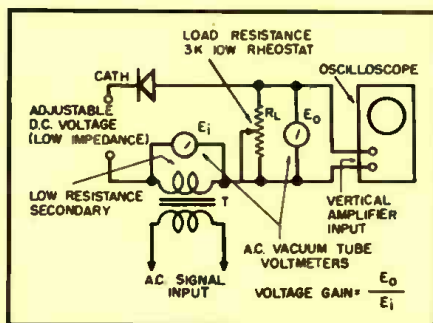 LOAD RESISTANCE
3K 10W RHEOSTAT
OSCILLOSCOPE
CATH
ADJUSTABLE
D.C. VOLTAGE
(LOW IMPEDANCE)
Ei
RL
Eo
LOW RESISTANCE
SECONDARY
T
VERTICAL
AMPLIFIER
INPUT
A.C. SIGNAL
INPUT
A.C. VACUUM TUBE
VOLTMETERS
VOLTAGE GAIN = Eo
Ei